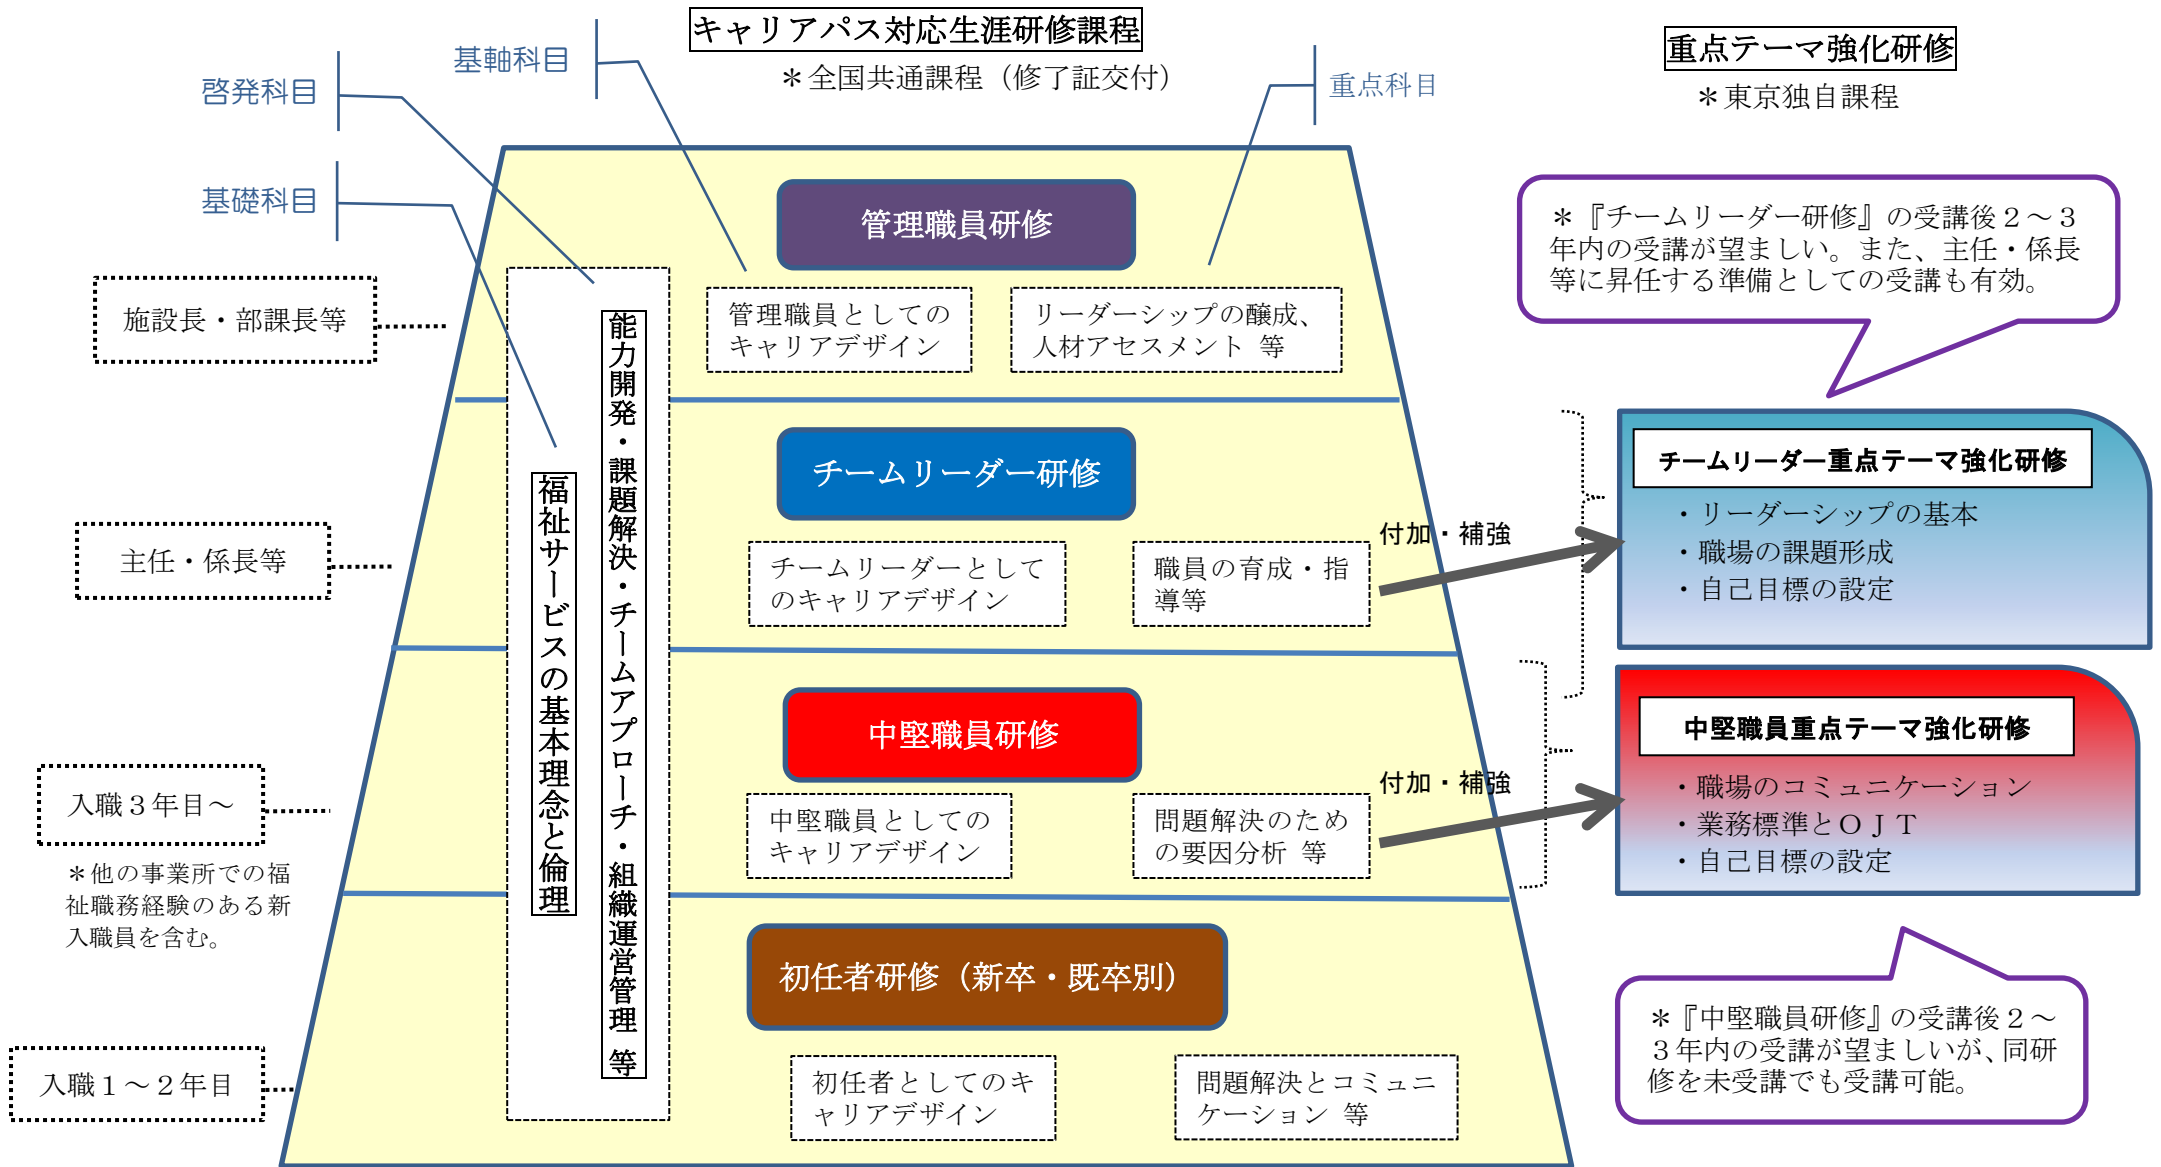 キャリアパス対応生涯研修課程
＊全国共通課程（修了証交付）
重点テーマ強化研修
＊東京独自課程
基軸科目
啓発科目
重点科目
基礎科目
管理職員研修
管理職員としての
キャリアデザイン
リーダーシップの醸成、
人材アセスメント 等
施設長・部課長等
＊『チームリーダー研修』の受講後２～３
年内の受講が望ましい。また、主任・係長
等に昇任する準備としての受講も有効。
能力開発・課題解決・チームアプローチ・組織運営管理 等
福祉サービスの基本理念と倫理
チームリーダー研修
チームリーダーとして
のキャリアデザイン
職員の育成・指
導等
主任・係長等
付加・補強
チームリーダー重点テーマ強化研修
・リーダーシップの基本
・職場の課題形成
・自己目標の設定
中堅職員研修
中堅職員としての
キャリアデザイン
問題解決のため
の要因分析 等
入職３年目～
＊他の事業所での福
祉職務経験のある新
入職員を含む。
付加・補強
中堅職員重点テーマ強化研修
・職場のコミュニケーション
・業務標準とＯＪＴ
・自己目標の設定
初任者研修（新卒・既卒別）
初任者としてのキ
ャリアデザイン
問題解決とコミュニ
ケーション 等
入職１～２年目
＊『中堅職員研修』の受講後２～
３年内の受講が望ましいが、同研
修を未受講でも受講可能。